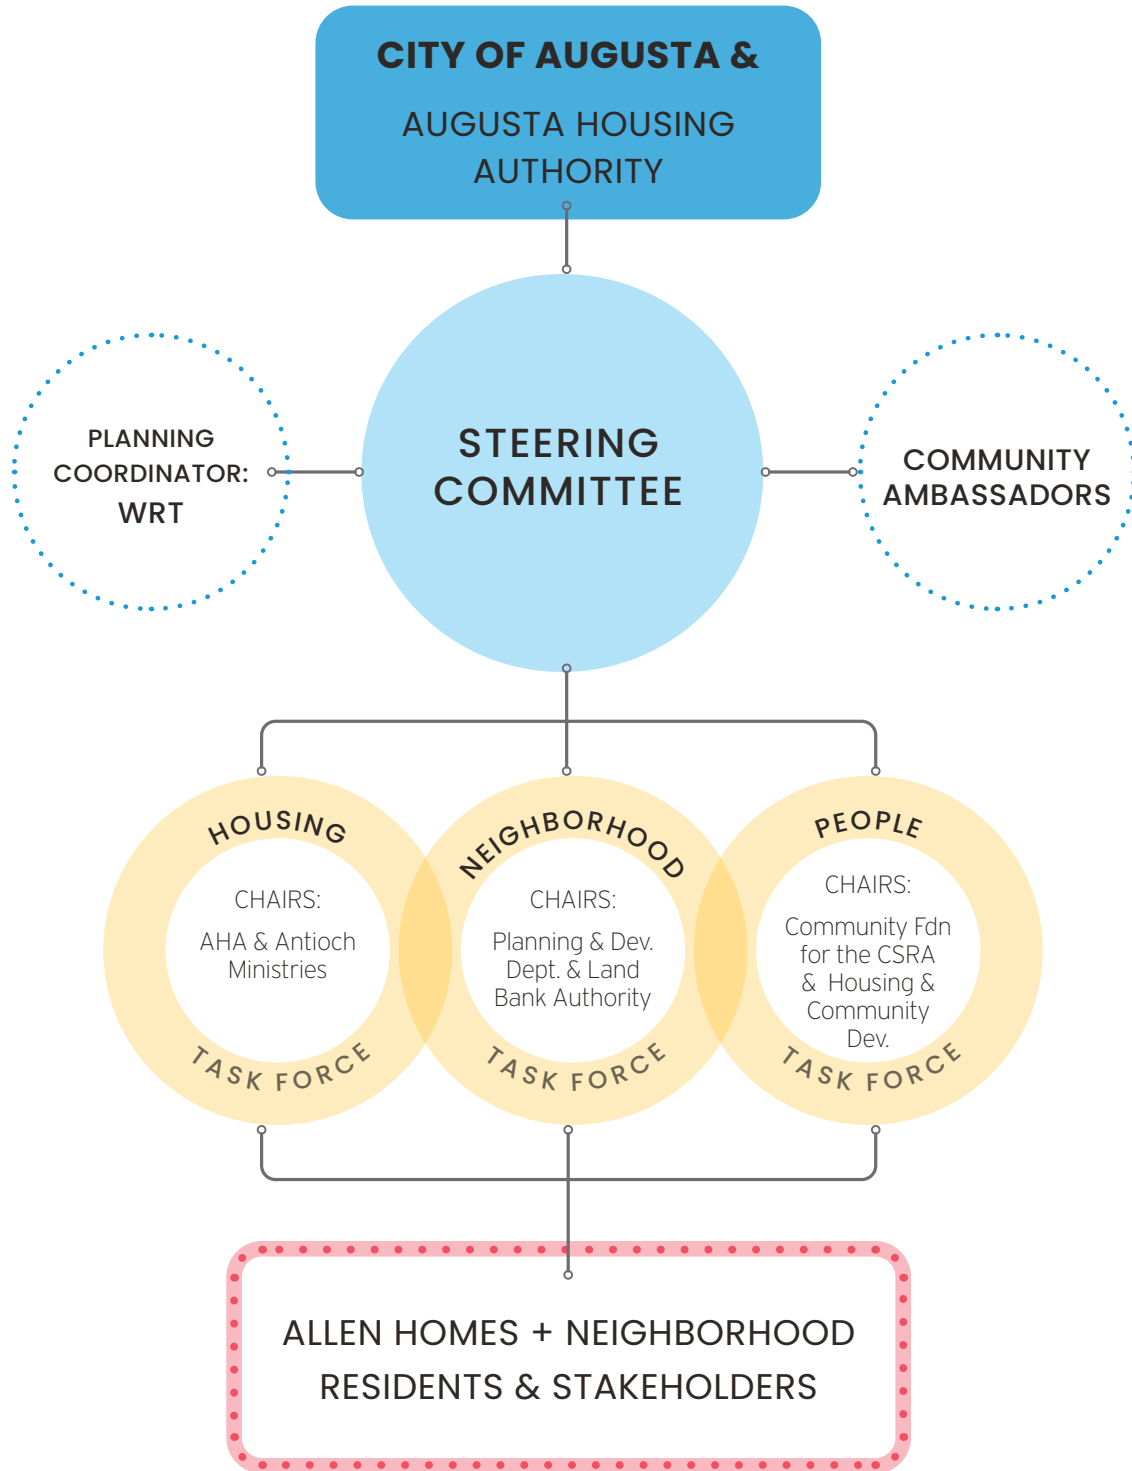 CITY OF AUGUSTA &
AUGUSTA HOUSING
AUTHORITY
PLANNING
COORDINATOR:
WRT
STEERING
COMMITTEE
COMMUNITY
AMBASSADORS
HOUSING
CHAIRS:
AHA & Antioch
Ministries
TASK FORCE
NEIGHBORHOOD
CHAIRS:
Planning & Dev.
Dept. & Land
Bank Authority
TASK FORCE
PEOPLE
CHAIRS:
Community Fdn
for the CSRA
& Housing &
Community
Dev.
TASK FORCE
ALLEN HOMES + NEIGHBORHOOD
RESIDENTS & STAKEHOLDERS